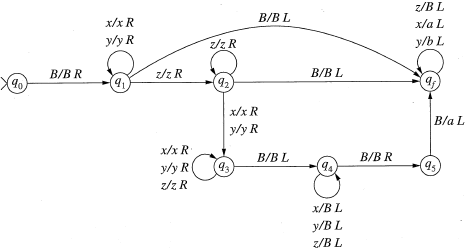 x/x R
y/y R
B/B L
z/B L
x/a L
y/b L
z/z R
q0
B/B R
q1
z/z R
q2
B/B L
qf
x/x R
y/y R
B/a L
x/x R
y/y R
z/z R
q3
B/B L
q4
B/B R
q5
x/B L
y/B L
z/B L